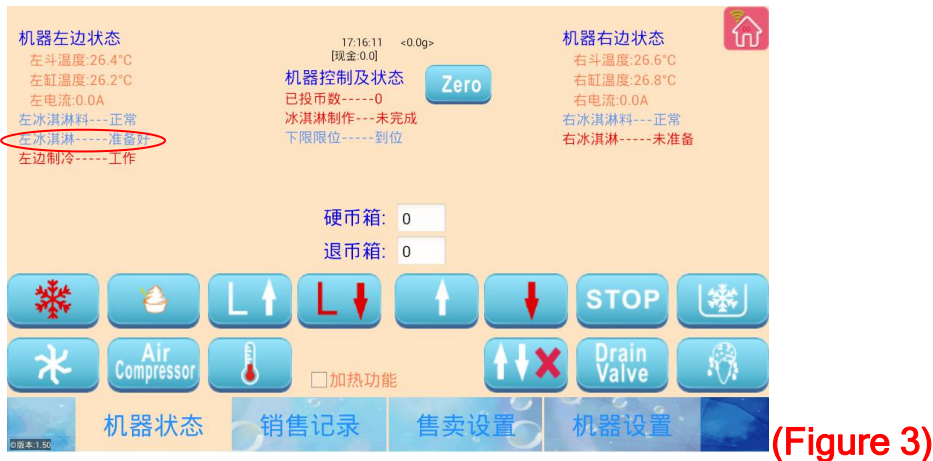 机器左边状态
左斗温度:26.4°C
左缸温度:26.2°C
左电流:0.0A
左冰淇淋料---正常
左冰淇淋-----准备好
左边制冷-----工作
17:16:11 <0.0g>
[现金:0.0]
机器控制及状态
Zero
已投币数-----0
冰淇淋制作---未完成
下限限位-----到位
机器右边状态
右斗温度:26.6°C
右缸温度:26.8°C
右电流:0.0A
右冰淇淋料---正常
右冰淇淋-----未准备
硬币箱: 0
退币箱: 0
L L STOP
Air
Compressor
加热功能
Drain
Valve
©版本:1.50
机器状态 销售记录 售卖设置 机器设置
(Figure 3)